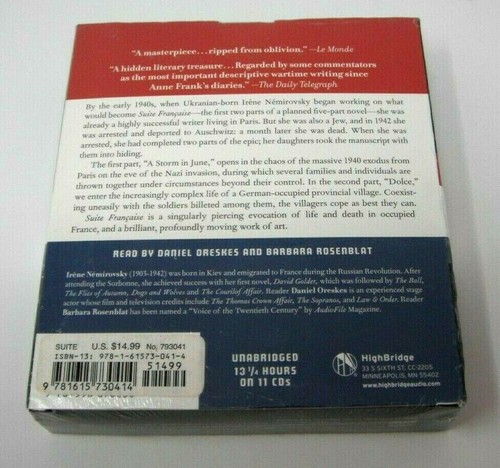 "A masterpiece...ripped from oblivion." —Le Monde
"A hidden literary treasure...Regarded by some commentators
as the most important descriptive wartime writing since
Anne Frank's diaries." —The Daily Telegraph
By the early 1940s, when Ukranian-born Irène Némirovsky began working on what
would become Suite Française—the first two parts of a planned five-part novel—she was
already a highly successful writer living in Paris. But she was also a Jew, and in 1942 she
was arrested and deported to Auschwitz: a month later she was dead. When she was
arrested, she had completed two parts of the epic; her daughters took the manuscript with
them into hiding.
The first part, "A Storm in June," opens in the chaos of the massive 1940 exodus from
Paris on the eve of the Nazi invasion, during which several families and individuals are
thrown together under circumstances beyond their control. In the second part, "Dolce,"
we enter the increasingly complex life of a German-occupied provincial village. Coexist-
ing uneasily with the soldiers billeted among them, the villagers cope as best they can.
Suite Française is a singularly piercing evocation of life and death in occupied
France, and a brilliant, profoundly moving work of art.
READ BY DANIEL ORESKES AND BARBARA ROSENBLAT
Irène Némirovsky (1903-1942) was born in Kiev and emigrated to France during the Russian Revolution. After
attending the Sorbonne, she achieved success with her first novel, David Golder, which was followed by The Ball,
The Flies of Autumn, Dogs and Wolves and The Courilof Affair. Reader Daniel Oreskes is an experienced stage
actor whose film and television credits include The Thomas Crown Affair, The Sopranos, and Law & Order. Reader
Barbara Rosenblat has been named a "Voice of the Twentieth Century" by AudioFile Magazine.
SUITE U.S. $14.99 No. 793041
ISBN-13: 978-1-61573-041-4
51499
9 781615 730414
UNABRIDGED
13 1/4 HOURS
ON 11 CDs
HighBridge
33 S SIXTH ST, CC-2205
MINNEAPOLIS, MN 55402
www.highbridgeaudio.com